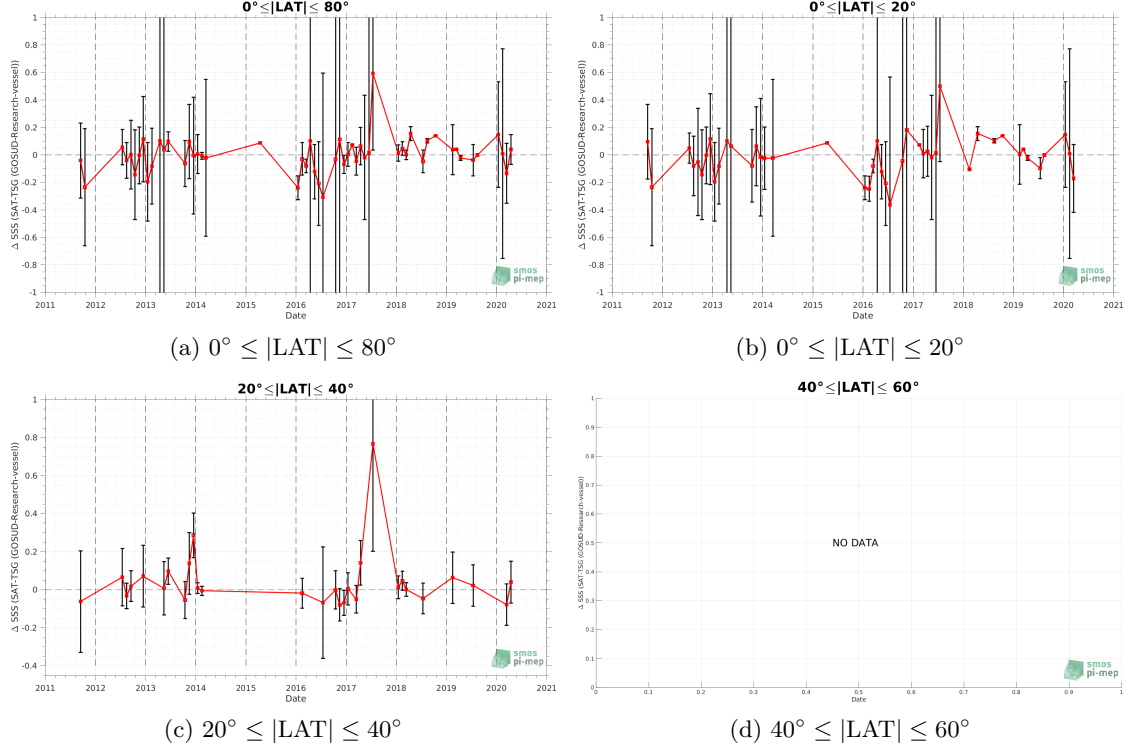 0°≤|LAT|≤ 80°
Δ SSS (SAT-TSG (GOSUD-Research-vessel))
1
0.8
0.6
0.4
0.2
0
-0.2
-0.4
-0.6
-0.8
-1
2011 2012 2013 2014 2015 2016 2017 2018 2019 2020 2021
Date
smos
pi-mep
(a) 0° ≤ |LAT| ≤ 80°
0°≤|LAT|≤ 20°
Δ SSS (SAT-TSG (GOSUD-Research-vessel))
1
0.8
0.6
0.4
0.2
0
-0.2
-0.4
-0.6
-0.8
-1
2011 2012 2013 2014 2015 2016 2017 2018 2019 2020 2021
Date
smos
pi-mep
(b) 0° ≤ |LAT| ≤ 20°
20°≤|LAT|≤ 40°
Δ SSS (SAT-TSG (GOSUD-Research-vessel))
1
0.8
0.6
0.4
0.2
0
-0.2
-0.4
2011 2012 2013 2014 2015 2016 2017 2018 2019 2020 2021
Date
smos
pi-mep
(c) 20° ≤ |LAT| ≤ 40°
40°≤|LAT|≤ 60°
Δ SSS (SAT-TSG (GOSUD-Research-vessel))
1
0.9
0.8
0.7
0.6
0.5
0.4
0.3
0.2
0.1
0
NO DATA
0 0.1 0.2 0.3 0.4 0.5 0.6 0.7 0.8 0.9 1
Date
smos
pi-mep
(d) 40° ≤ |LAT| ≤ 60°